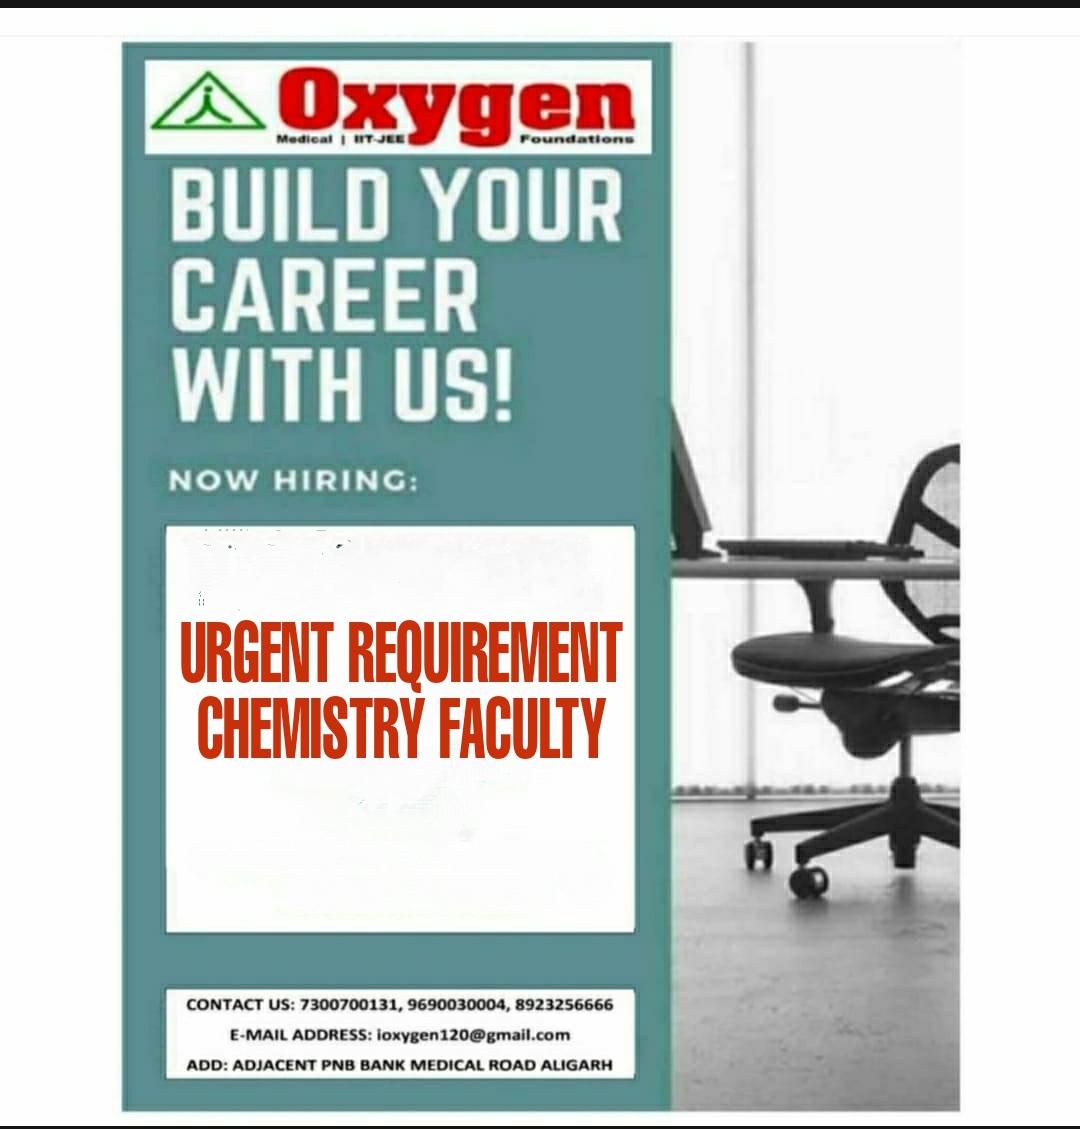 Oxygen
Medical | IIT-JEE Foundations
BUILD YOUR
CAREER
WITH US!
NOW HIRING:
URGENT REQUIREMENT
CHEMISTRY FACULTY
CONTACT US: 7300700131, 9690030004, 8923256666
E-MAIL ADDRESS: ioxygen120@gmail.com
ADD: ADJACENT PNB BANK MEDICAL ROAD ALIGARH